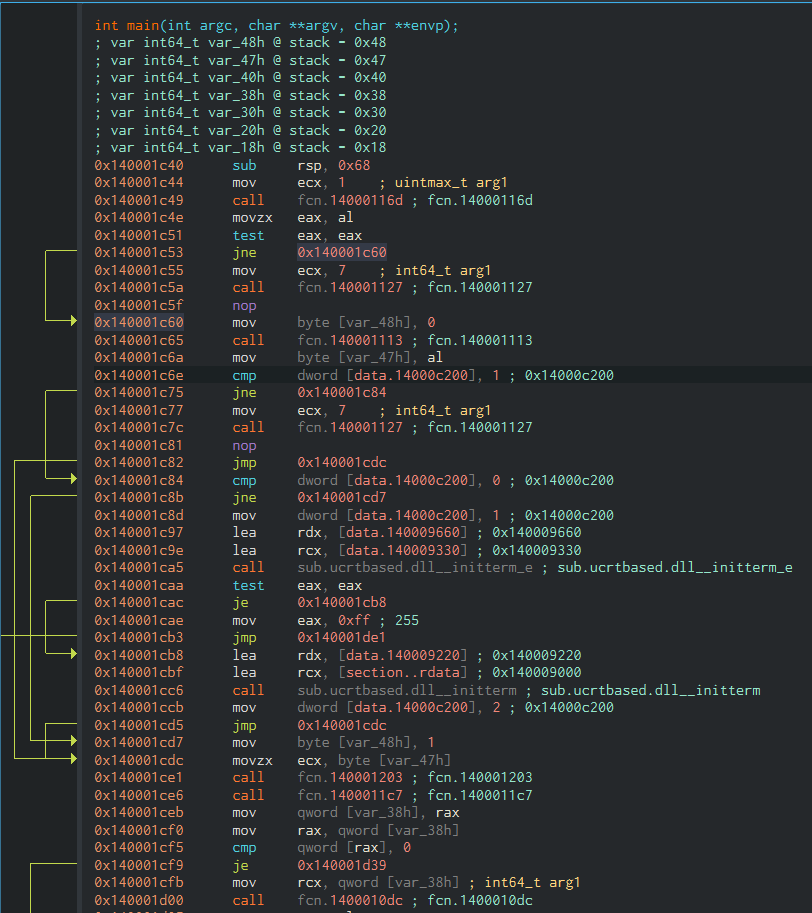 int main(int argc, char **argv, char **envp);
; var int64_t var_48h @ stack - 0x48
; var int64_t var_47h @ stack - 0x47
; var int64_t var_40h @ stack - 0x40
; var int64_t var_38h @ stack - 0x38
; var int64_t var_30h @ stack - 0x30
; var int64_t var_20h @ stack - 0x20
; var int64_t var_18h @ stack - 0x18
0x140001c40 sub rsp, 0x68
0x140001c44 mov ecx, 1 ; uintmax_t arg1
0x140001c49 call fcn.14000116d ; fcn.14000116d
0x140001c4e movzx eax, al
0x140001c51 test eax, eax
0x140001c53 jne 0x140001c60
0x140001c55 mov ecx, 7 ; int64_t arg1
0x140001c5a call fcn.140001127 ; fcn.140001127
0x140001c5f nop
0x140001c60 mov byte [var_48h], 0
0x140001c65 call fcn.140001113 ; fcn.140001113
0x140001c6a mov byte [var_47h], al
0x140001c6e cmp dword [data.14000c200], 1 ; 0x14000c200
0x140001c75 jne 0x140001c84
0x140001c77 mov ecx, 7 ; int64_t arg1
0x140001c7c call fcn.140001127 ; fcn.140001127
0x140001c81 nop
0x140001c82 jmp 0x140001cdc
0x140001c84 cmp dword [data.14000c200], 0 ; 0x14000c200
0x140001c8b jne 0x140001cd7
0x140001c8d mov dword [data.14000c200], 1 ; 0x14000c200
0x140001c97 lea rdx, [data.140009660] ; 0x140009660
0x140001c9e lea rcx, [data.140009330] ; 0x140009330
0x140001ca5 call sub.ucrtbased.dll__initterm_e ; sub.ucrtbased.dll__initterm_e
0x140001caa test eax, eax
0x140001cac je 0x140001cb8
0x140001cae mov eax, 0xff ; 255
0x140001cb3 jmp 0x140001de1
0x140001cb8 lea rdx, [data.140009220] ; 0x140009220
0x140001cbf lea rcx, [section..rdata] ; 0x140009000
0x140001cc6 call sub.ucrtbased.dll__initterm ; sub.ucrtbased.dll__initterm
0x140001ccb mov dword [data.14000c200], 2 ; 0x14000c200
0x140001cd5 jmp 0x140001cdc
0x140001cd7 mov byte [var_48h], 1
0x140001cdc movzx ecx, byte [var_47h]
0x140001ce1 call fcn.140001203 ; fcn.140001203
0x140001ce6 call fcn.1400011c7 ; fcn.1400011c7
0x140001ceb mov qword [var_38h], rax
0x140001cf0 mov rax, qword [var_38h]
0x140001cf5 cmp qword [rax], 0
0x140001cf9 je 0x140001d39
0x140001cfb mov rcx, qword [var_38h] ; int64_t arg1
0x140001d00 call fcn.1400010dc ; fcn.1400010dc